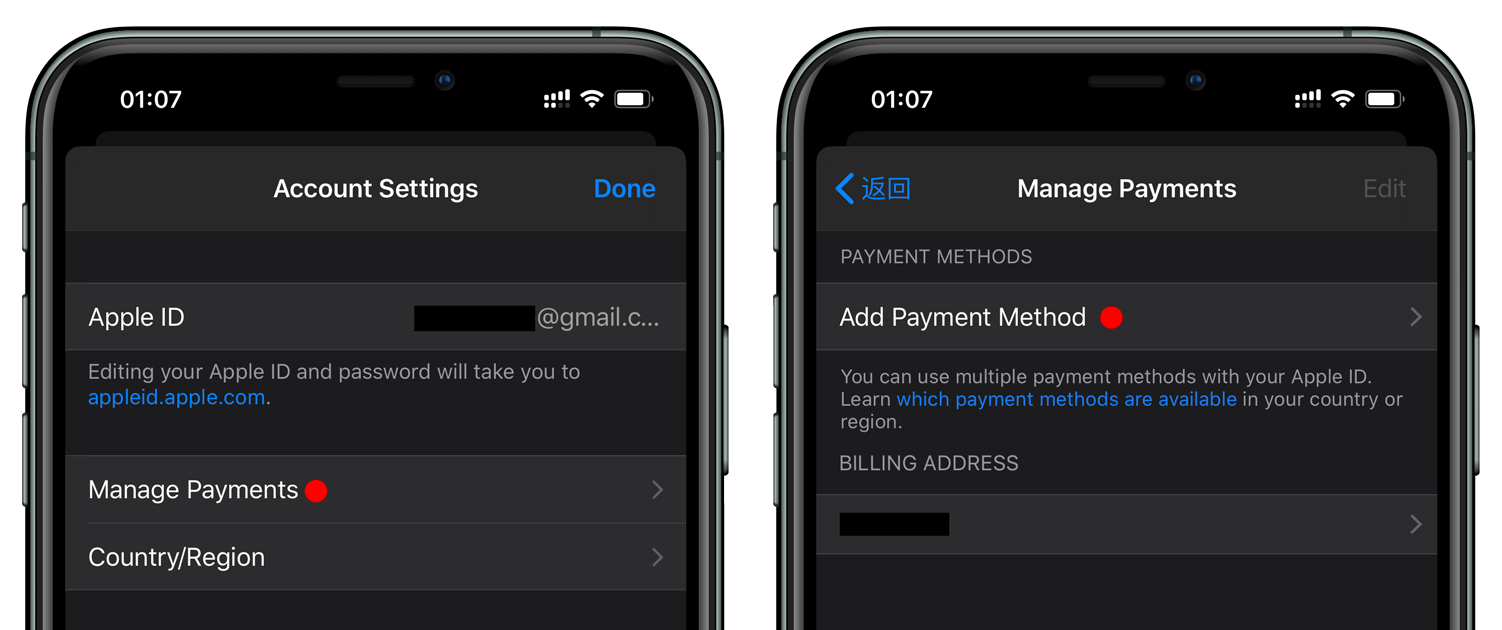 01:07
Account Settings
Done
Apple ID
@gmail.c...
Editing your Apple ID and password will take you to
appleid.apple.com.
Manage Payments
Country/Region
01:07
返回
Manage Payments
Edit
PAYMENT METHODS
Add Payment Method
You can use multiple payment methods with your Apple ID.
Learn which payment methods are available in your country or
region.
BILLING ADDRESS